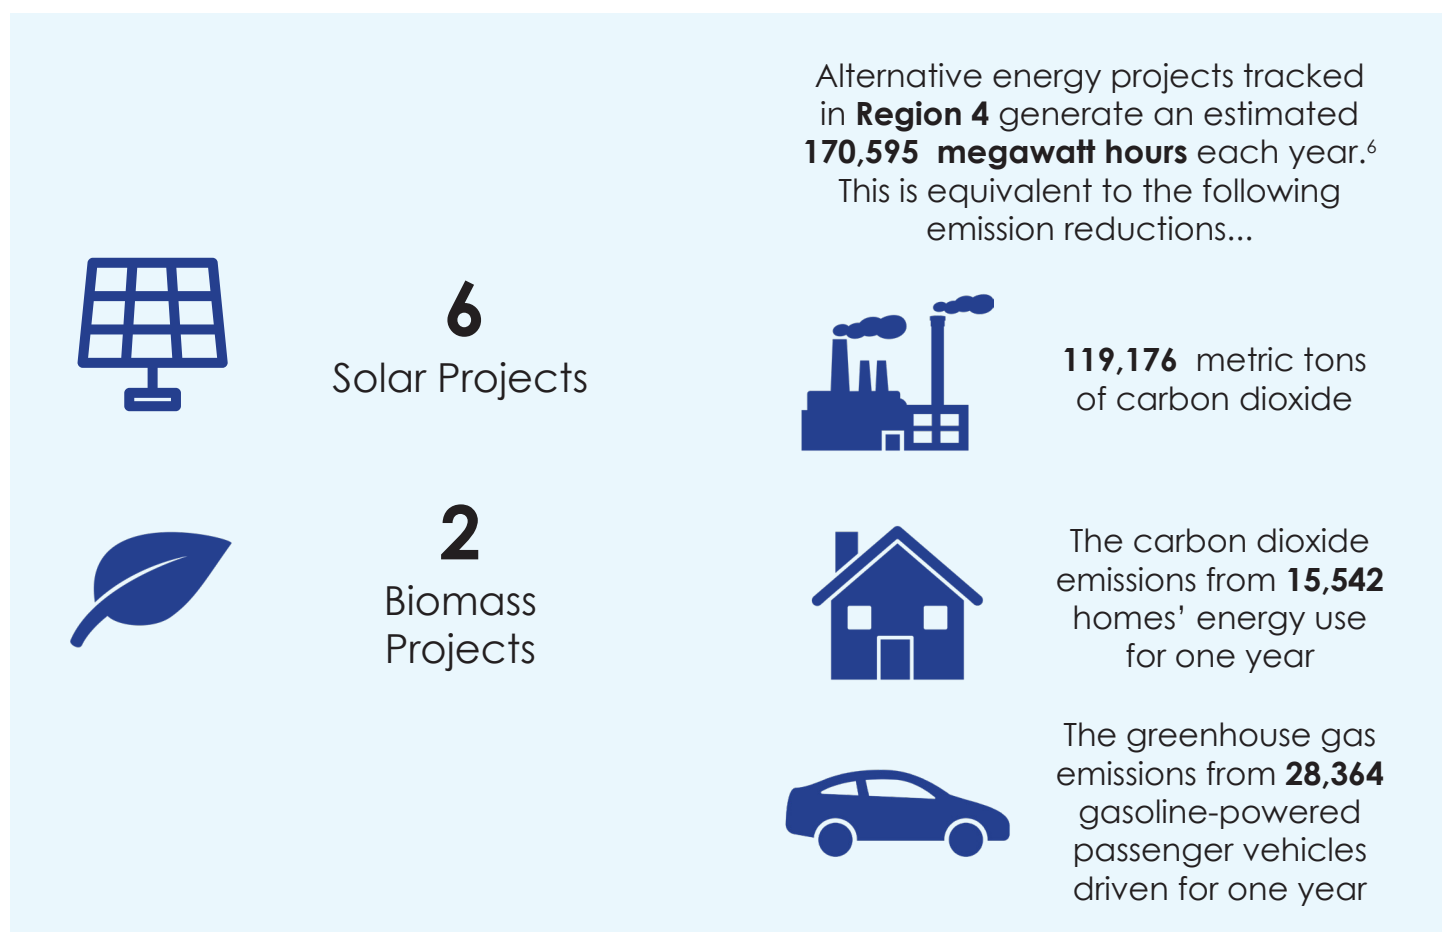 6
Solar Projects
2
Biomass
Projects
Alternative energy projects tracked
in Region 4 generate an estimated
170,595 megawatt hours each year.6
This is equivalent to the following
emission reductions...
119,176 metric tons
of carbon dioxide
The carbon dioxide
emissions from 15,542
homes’ energy use
for one year
The greenhouse gas
emissions from 28,364
gasoline-powered
passenger vehicles
driven for one year